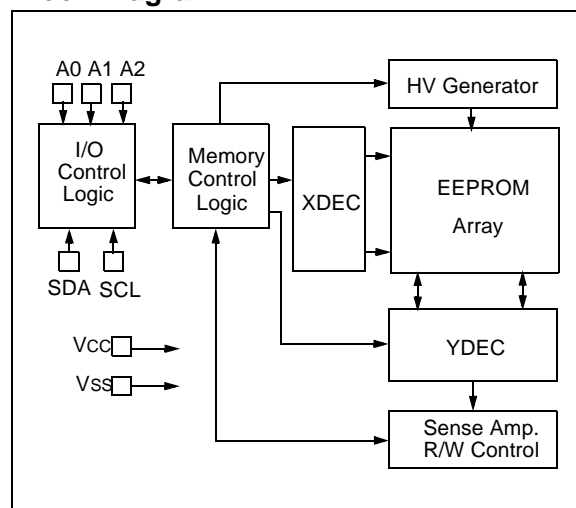 A0 A1 A2
HV Generator
I/O
Control
Logic
Memory
Control
Logic
XDEC
EEPROM
Array
SDA SCL
VCC
VSS
YDEC
Sense Amp.
R/W Control